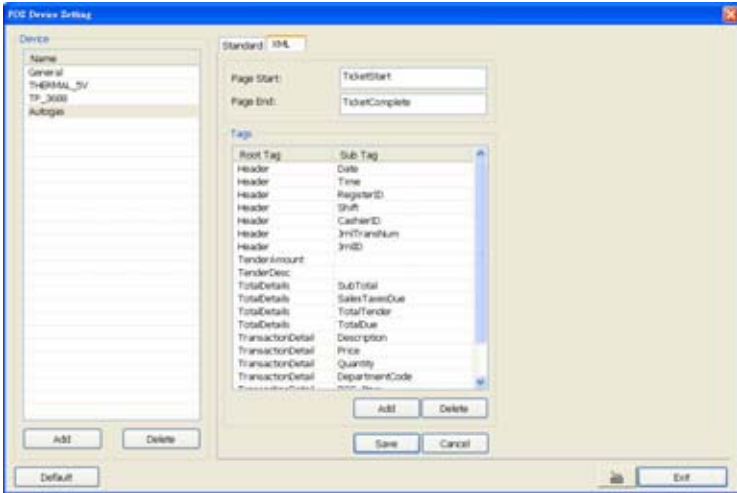 POS Device Setting
Device
Name
General
THERMAL_5V
TP_3688
Autogas
Add
Delete
Default
Standard
XML
Page Start:
TicketStart
Page End:
TicketComplete
Tags
Root Tag Sub Tag
Header Date
Header Time
Header RegisterID
Header Shift
Header CashierID
Header JrnlTransNum
Header JrnlID
TenderAmount
TenderDesc
TotalDetails SubTotal
TotalDetails SalesTaxesDue
TotalDetails TotalTender
TotalDetails TotalDue
TransactionDetail Description
TransactionDetail Price
TransactionDetail Quantity
TransactionDetail DepartmentCode
Add
Delete
Save
Cancel
Exit